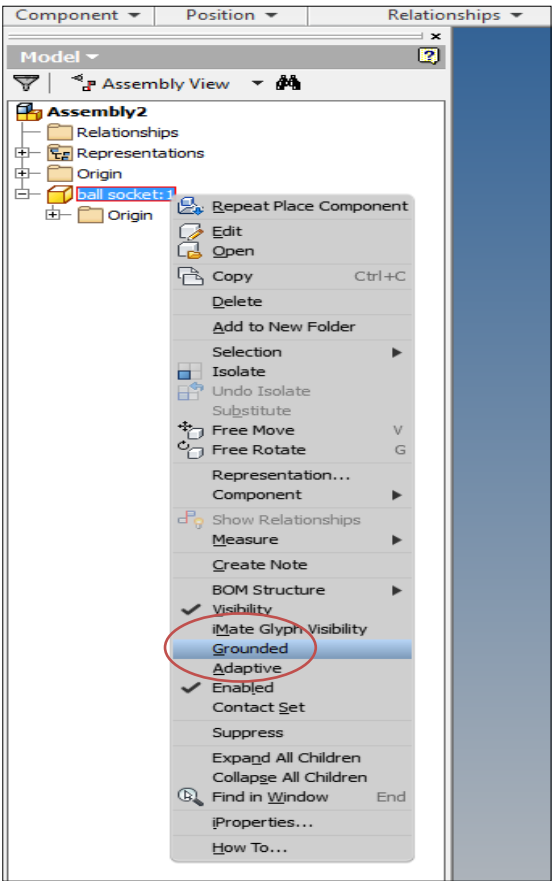 Component Position Relationships
Model
Assembly View
Assembly2
Relationships
Representations
Origin
ball socket:1
Origin
Repeat Place Component
Edit
Open
Copy Ctrl+C
Delete
Add to New Folder
Selection
Isolate
Undo Isolate
Substitute
Free Move V
Free Rotate G
Representation...
Component
Show Relationships
Measure
Create Note
BOM Structure
Visibility
iMate Glyph Visibility
Grounded
Adaptive
Enabled
Contact Set
Suppress
Expand All Children
Collapse All Children
Find in Window End
iProperties...
How To...